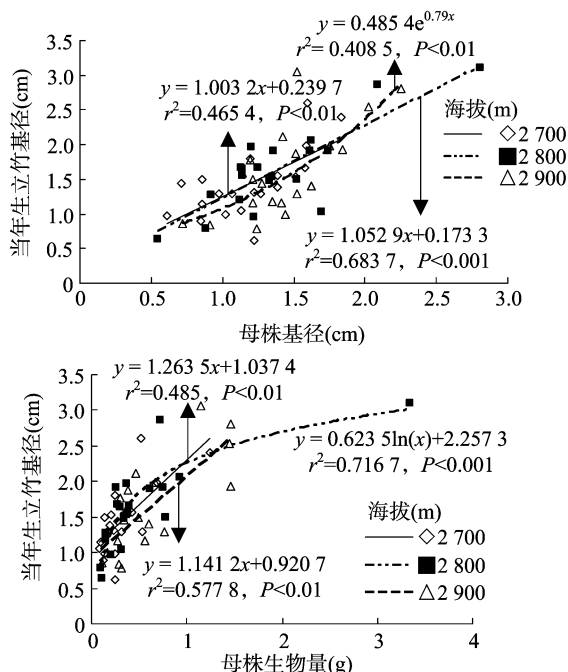 y = 0.485 4e^0.79x
r²= 0.408 5，P<0.01
y = 1.003 2x+0.239 7
r²=0.465 4，P<0.01
海拔(m)
2 700
2 800
2 900
y = 1.052 9x+0.173 3
r²=0.683 7，P<0.001
当年生立竹基径(cm)
3.5
3.0
2.5
2.0
1.5
1.0
0.5
0
0 0.5 1.0 1.5 2.0 2.5 3.0
母株基径(cm)
y = 1.263 5x+1.037 4
r²=0.485，P<0.01
y = 0.623 5ln(x)+2.257 3
r²=0.716 7，P<0.001
海拔(m)
2 700
2 800
2 900
y = 1.141 2x+0.920 7
r²=0.577 8，P<0.01
当年生立竹基径(cm)
3.5
3.0
2.5
2.0
1.5
1.0
0.5
0
0 1 2 3 4
母株生物量(g)